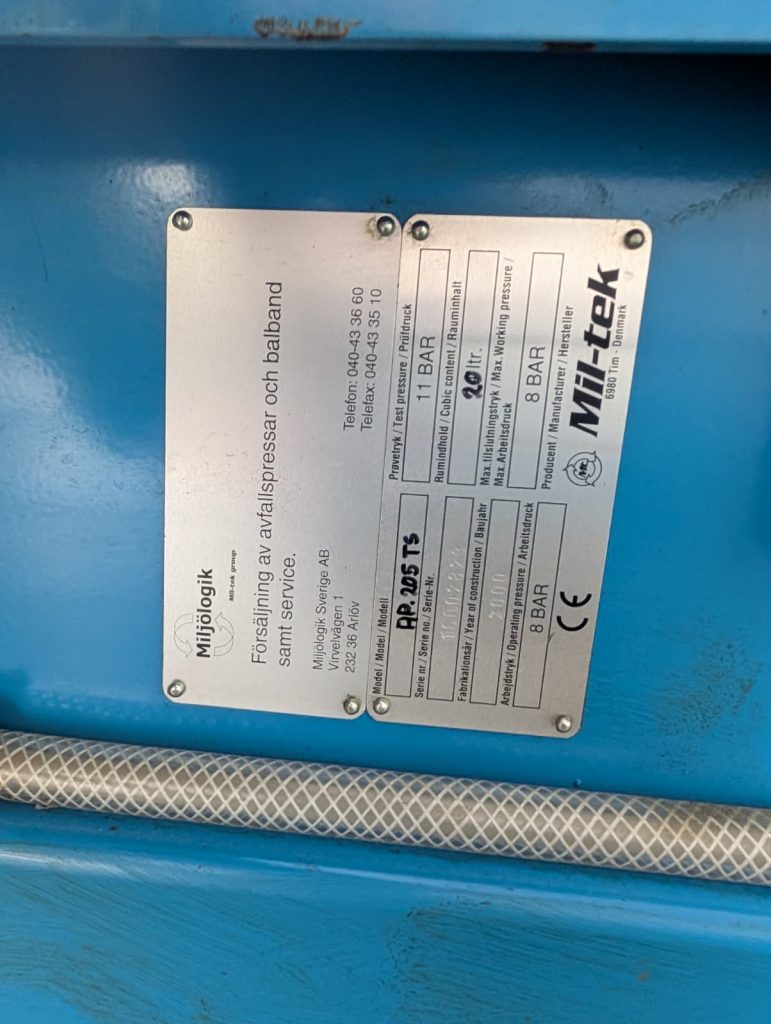 Miljölogik
Mil-tek group
Försäljning av avfallspressar och balband
samt service.
Miljölogik Sverige AB
Virvelvägen 1
232 36 Arlöv
Telefon: 040-43 36 60
Telefax: 040-43 35 10
Model / Model / Modell
AP.205 TS
Serie nr./ Serie no./ Serie-Nr.
Fabrikationsår / Year of construction / Baujahr
2000
Arbejdstryk / Operating pressure / Arbeitsdruck
8 BAR
CE
Prøvetryk / Test pressure / Prüldruck
11 BAR
Rumindhold / Cubic content / Rauminhalt
20 ltr.
Max.tilslutningstryk / Max.Working pressure /
Max.Arbeitsdruck
8 BAR
Producent / Manufacturer / Hersteller
Mil-tek
6980 Tim - Denmark